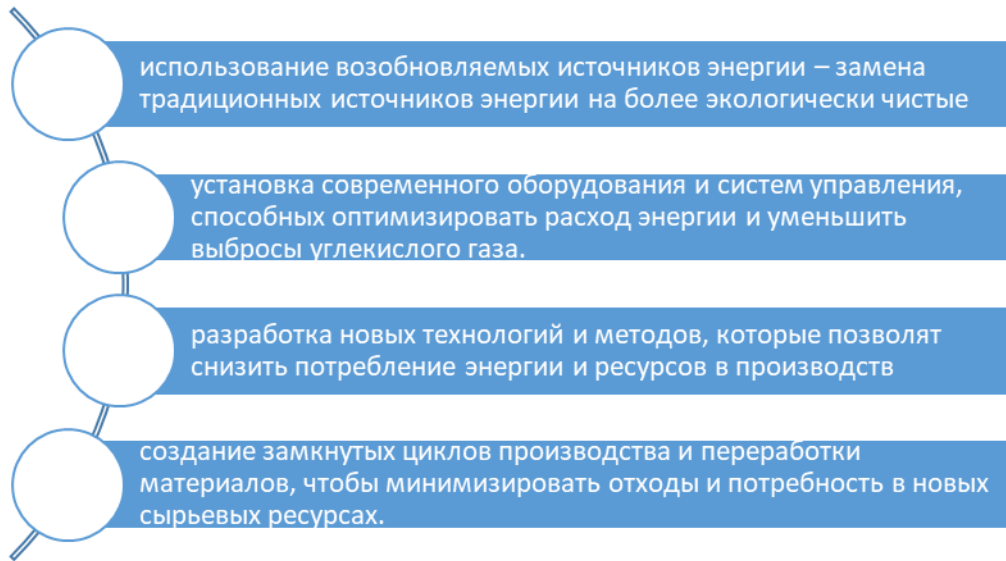 использование возобновляемых источников энергии – замена
традиционных источников энергии на более экологически чистые
установка современного оборудования и систем управления,
способных оптимизировать расход энергии и уменьшить
выбросы углекислого газа.
разработка новых технологий и методов, которые позволят
снизить потребление энергии и ресурсов в производств
создание замкнутых циклов производства и переработки
материалов, чтобы минимизировать отходы и потребность в новых
сырьевых ресурсах.